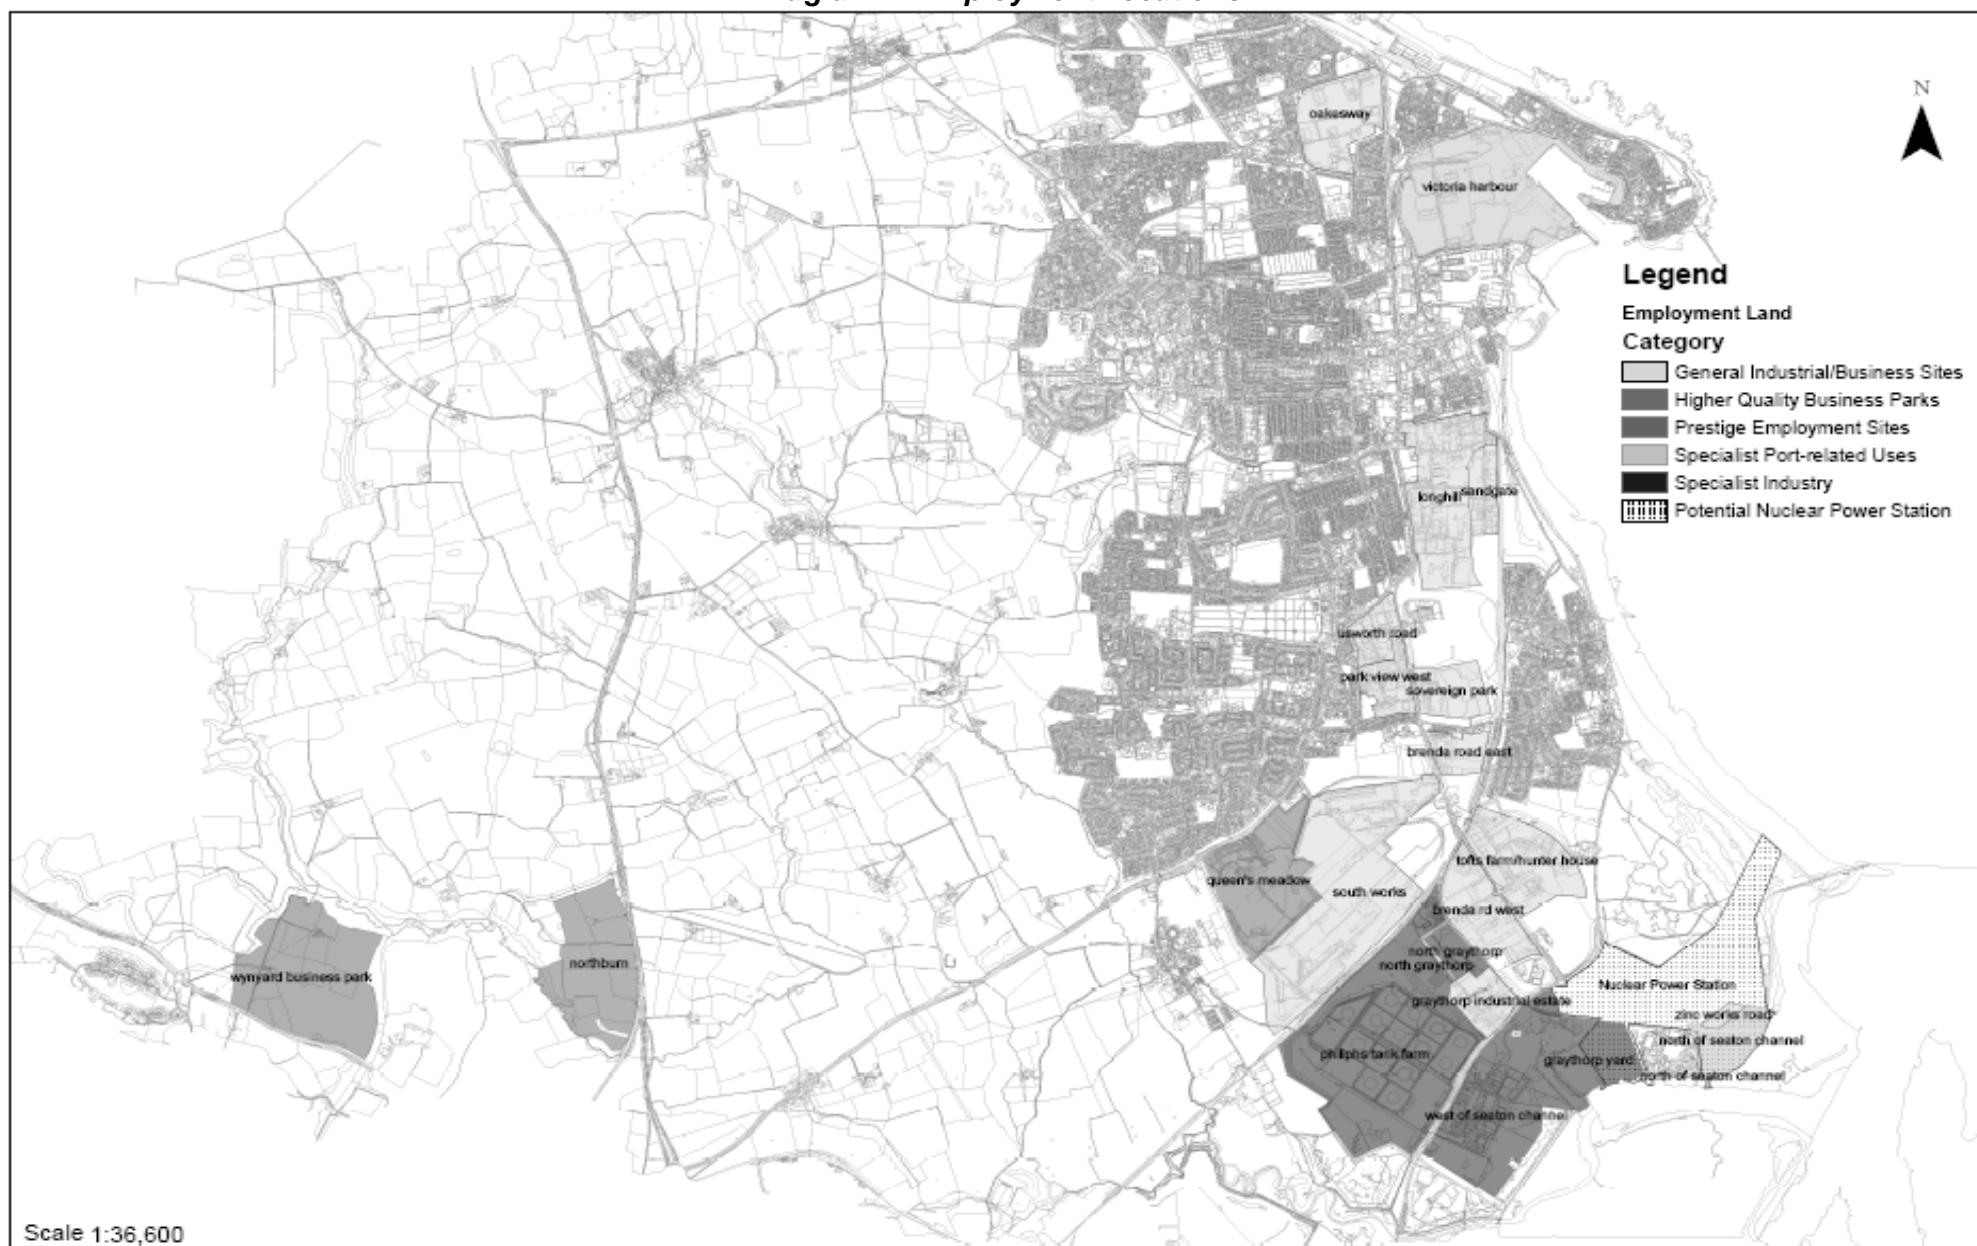 N
oakesway
victoria harbour
Legend
Employment Land
Category
General Industrial/Business Sites
Higher Quality Business Parks
Prestige Employment Sites
Specialist Port-related Uses
Specialist Industry
Potential Nuclear Power Station
longhill
sandgate
usworth road
park view west
sovereign park
brenda road east
tofts farm/hunter house
queen's meadow
south works
brenda rd west
north graythorp
north graythorp
wynyard business park
northburn
Nuclear Power Station
graythorp industrial estate
zinc works road
north of seaton channel
philiphs tank farm
graythorp yard
north of seaton channel
west of seaton channel
Scale 1:36,600